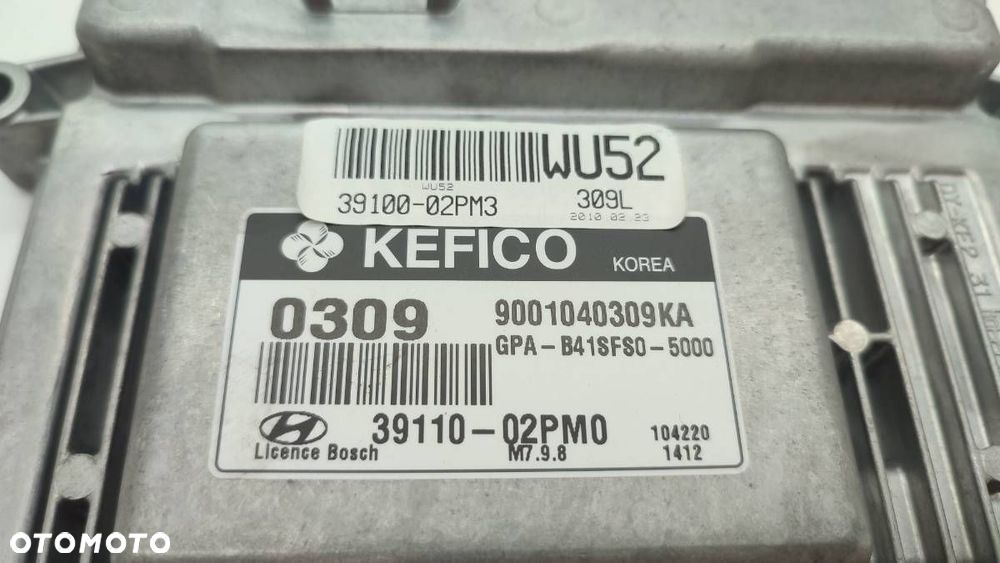 WU52
WU52
39100-02PM3
309L
2010.02.23
KEFICO
KOREA
0309
9001040309KA
GPA-B41SFS0-5000
39110-02PM0
Licence Bosch
M7.9.8
104220
1412
OTOMOTO